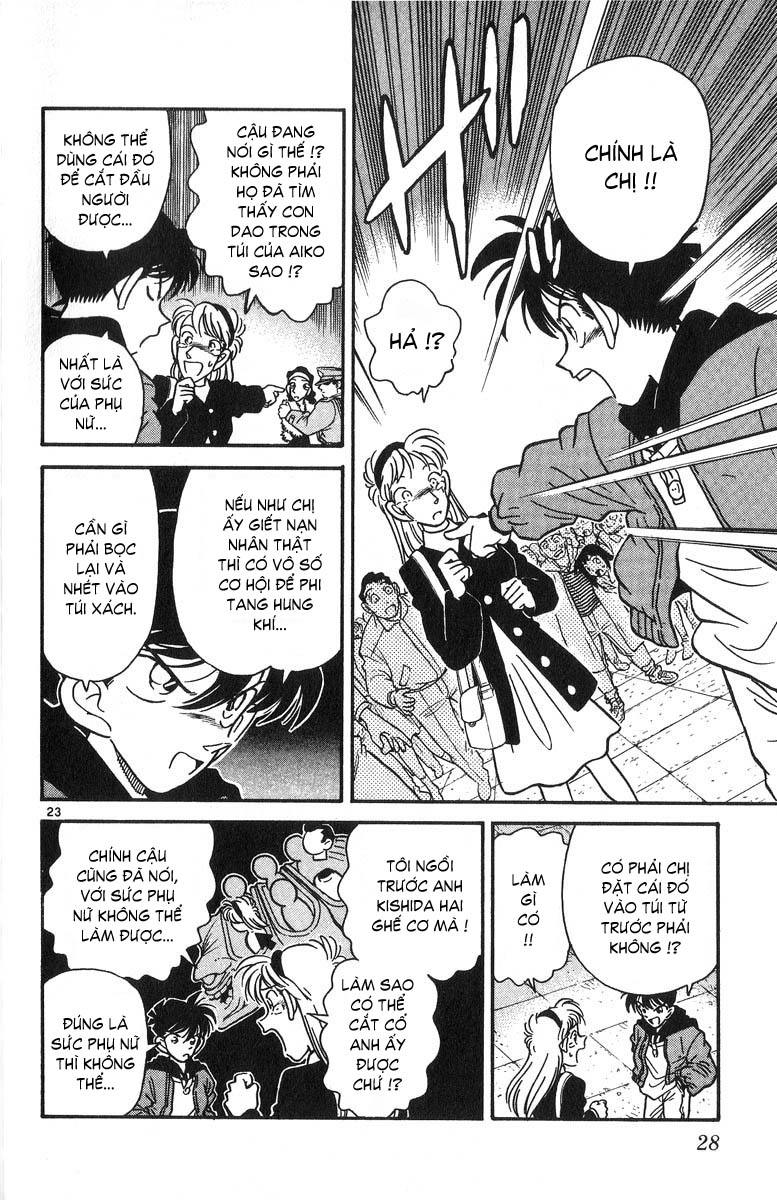 CHÍNH LÀ
CHỊ !!
HẢ !?
CẬU ĐANG
NÓI GÌ THẾ !?
KHÔNG PHẢI
HỌ ĐÃ TÌM
THẤY CON
DAO TRONG
TÚI CỦA AIKO
SAO !?
KHÔNG THỂ
DÙNG CÁI ĐÓ
ĐỂ CẮT ĐẦU
NGƯỜI
ĐƯỢC...
NHẤT LÀ
VỚI SỨC
CỦA PHỤ
NỮ...
NẾU NHƯ CHỊ
ẤY GIẾT NẠN
NHÂN THẬT
THÌ CÓ VÔ SỐ
CƠ HỘI ĐỂ PHI
TANG HUNG
KHÍ...
CẦN GÌ
PHẢI BỌC
LẠI VÀ
NHÉT VÀO
TÚI XÁCH.
23
CÓ PHẢI CHỊ
ĐẶT CÁI ĐÓ
VÀO TÚI TỪ
TRƯỚC PHẢI
KHÔNG !?
LÀM
GÌ
CÓ
!!
TÔI NGỒI
TRƯỚC ANH
KISHIDA HAI
GHẾ CƠ MÀ !
LÀM SAO
CÓ THỂ
CẮT CỔ
ANH ẤY
ĐƯỢC
CHỨ !?
CHÍNH CẬU
CŨNG ĐÃ NÓI,
VỚI SỨC PHỤ
NỮ KHÔNG THỂ
LÀM ĐƯỢC...
ĐÚNG LÀ
SỨC PHỤ NỮ
THÌ KHÔNG
THỂ...
28